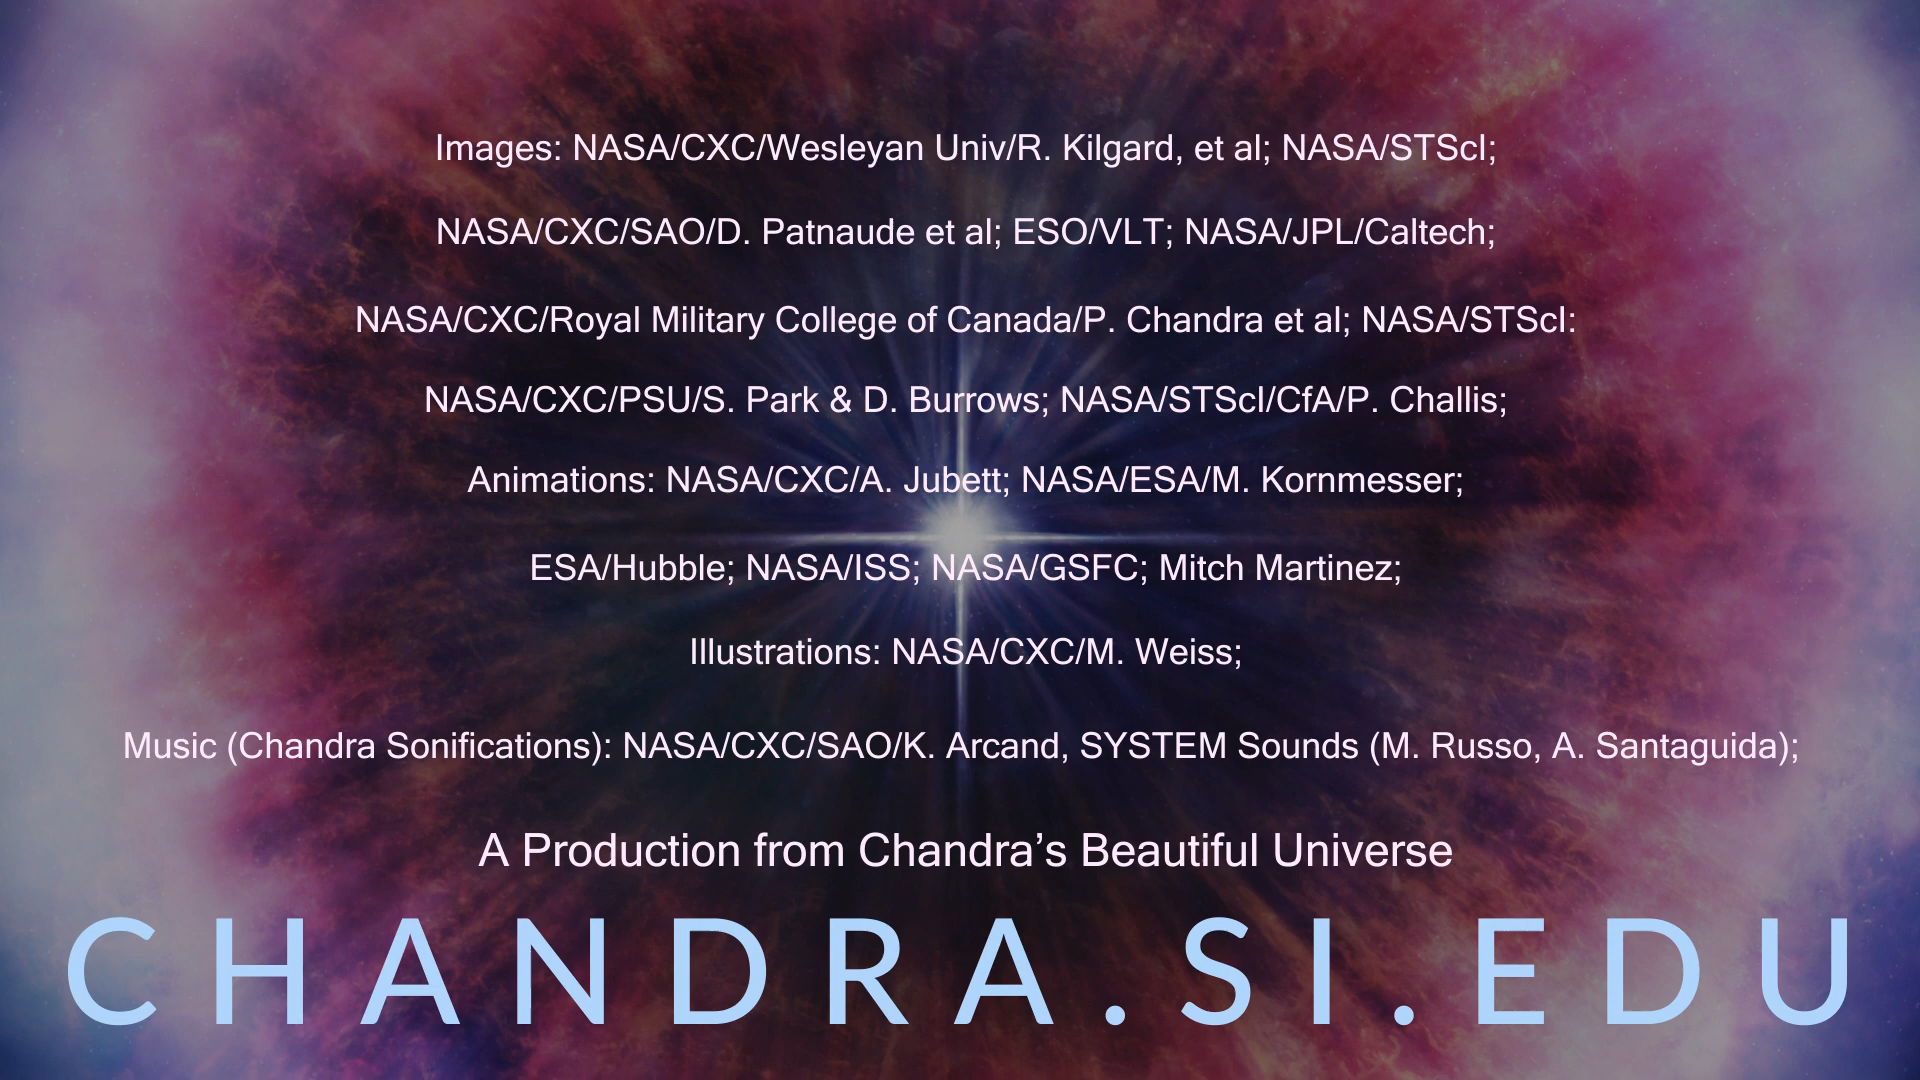 Images: NASA/CXC/Wesleyan Univ/R. Kilgard, et al; NASA/STScI;
NASA/CXC/SAO/D. Patnaude et al; ESO/VLT; NASA/JPL/Caltech;
NASA/CXC/Royal Military College of Canada/P. Chandra et al; NASA/STScI:
NASA/CXC/PSU/S. Park & D. Burrows; NASA/STScI/CfA/P. Challis;
Animations: NASA/CXC/A. Jubett; NASA/ESA/M. Kornmesser;
ESA/Hubble; NASA/ISS; NASA/GSFC; Mitch Martinez;
Illustrations: NASA/CXC/M. Weiss;
Music (Chandra Sonifications): NASA/CXC/SAO/K. Arcand, SYSTEM Sounds (M. Russo, A. Santaguida);
A Production from Chandra’s Beautiful Universe
CHANDRA.SI.EDU